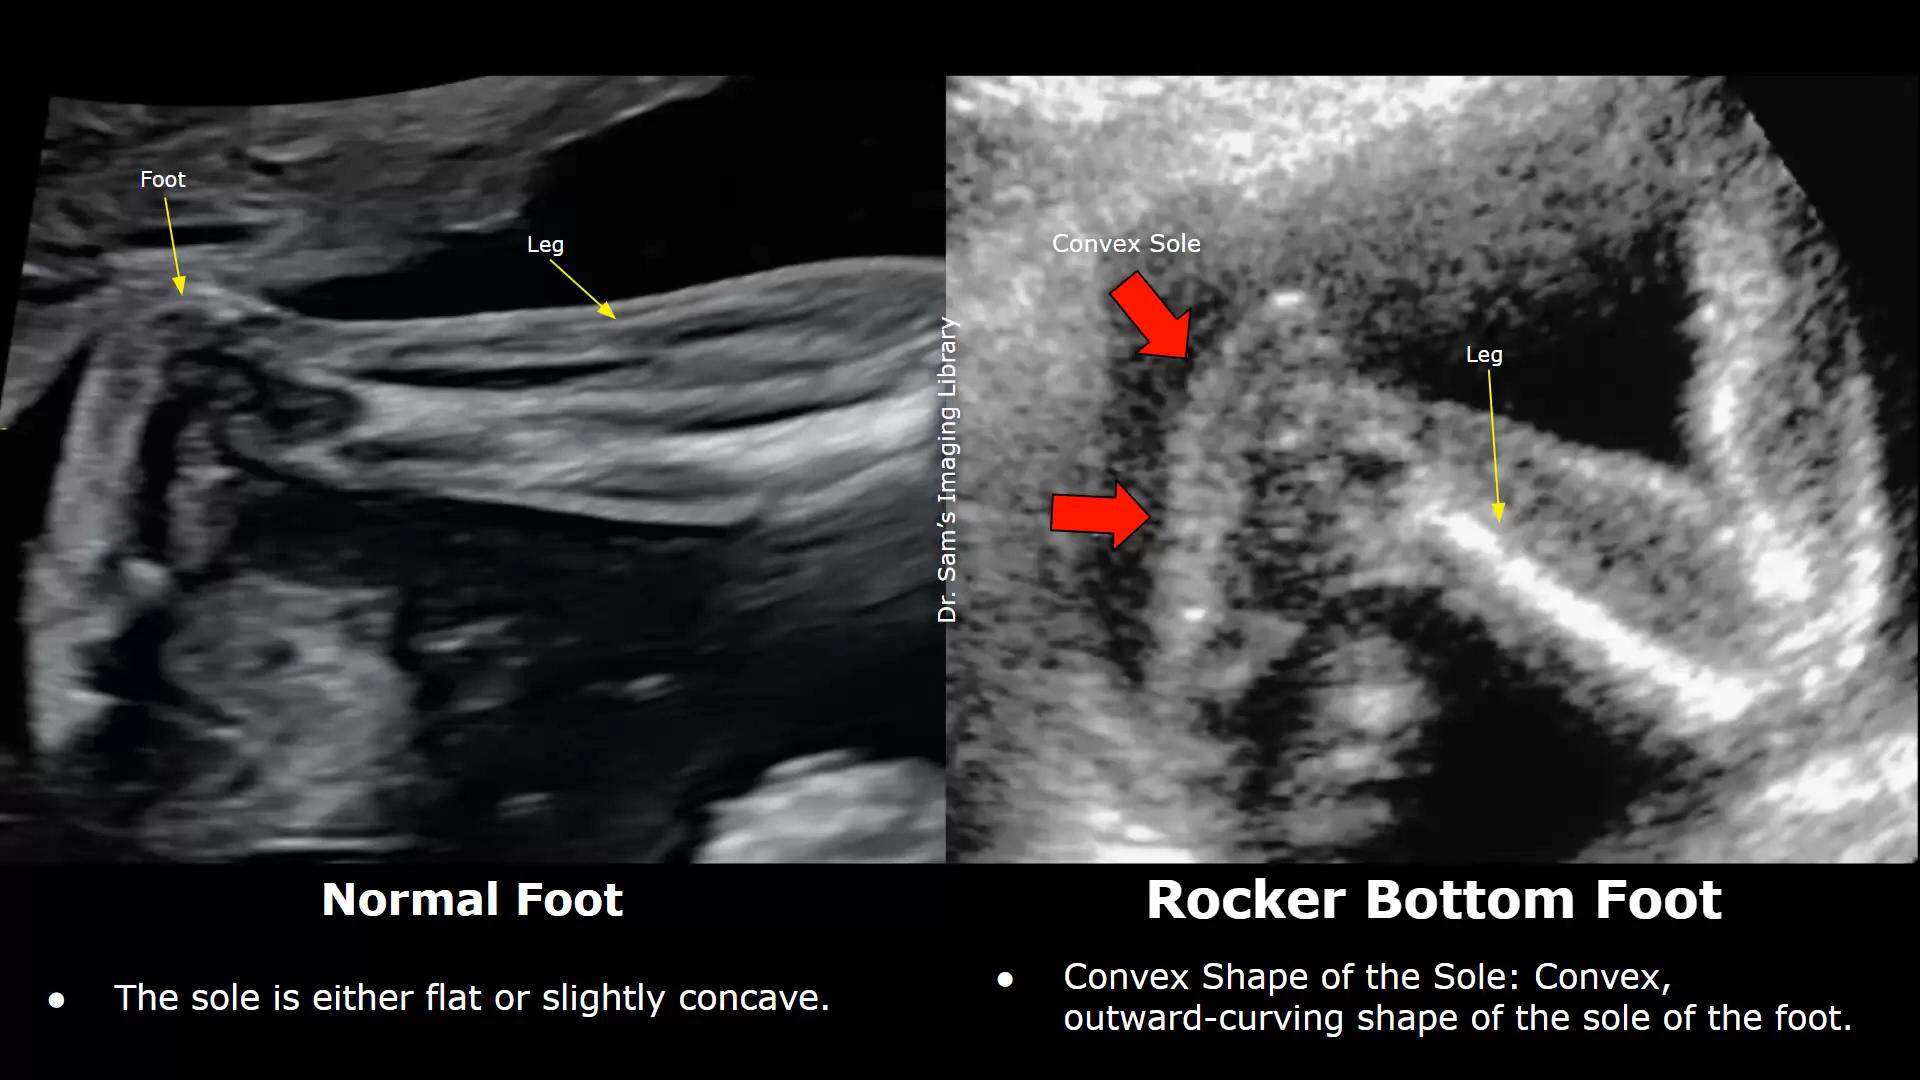 Foot
Leg
Convex Sole
Leg
Dr. Sam’s Imaging Library
Normal Foot
● The sole is either flat or slightly concave.
Rocker Bottom Foot
● Convex Shape of the Sole: Convex,
outward-curving shape of the sole of the foot.